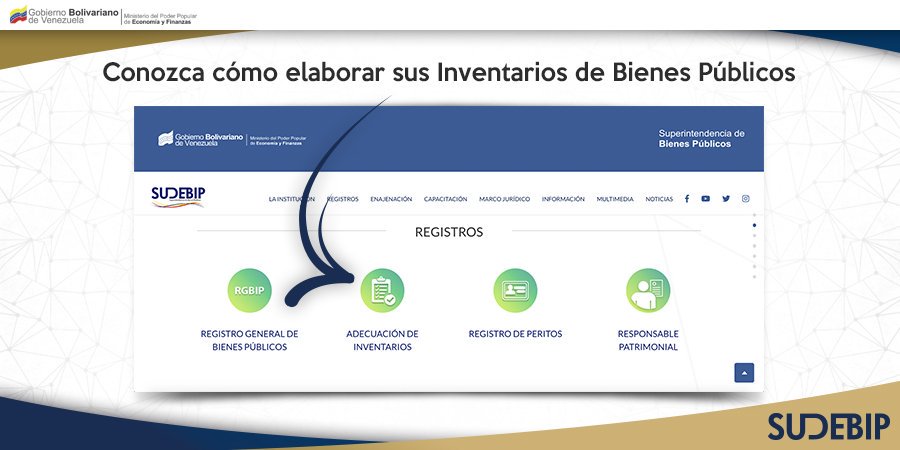 Gobierno Bolivariano
de Venezuela
Ministerio del Poder Popular
de Economía y Finanzas
Conozca cómo elaborar sus Inventarios de Bienes Públicos
Gobierno Bolivariano
de Venezuela
Ministerio del Poder Popular
de Economía y Finanzas
Superintendencia de
Bienes Públicos
SUDEBIP
LA INSTITUCIÓN REGISTROS ENAJENACIÓN CAPACITACIÓN MARCO JURÍDICO INFORMACIÓN MULTIMEDIA NOTICIAS
REGISTROS
RGBIP
REGISTRO GENERAL DE
BIENES PÚBLICOS
ADECUACIÓN DE
INVENTARIOS
REGISTRO DE PERITOS
RESPONSABLE
PATRIMONIAL
SUDEBIP